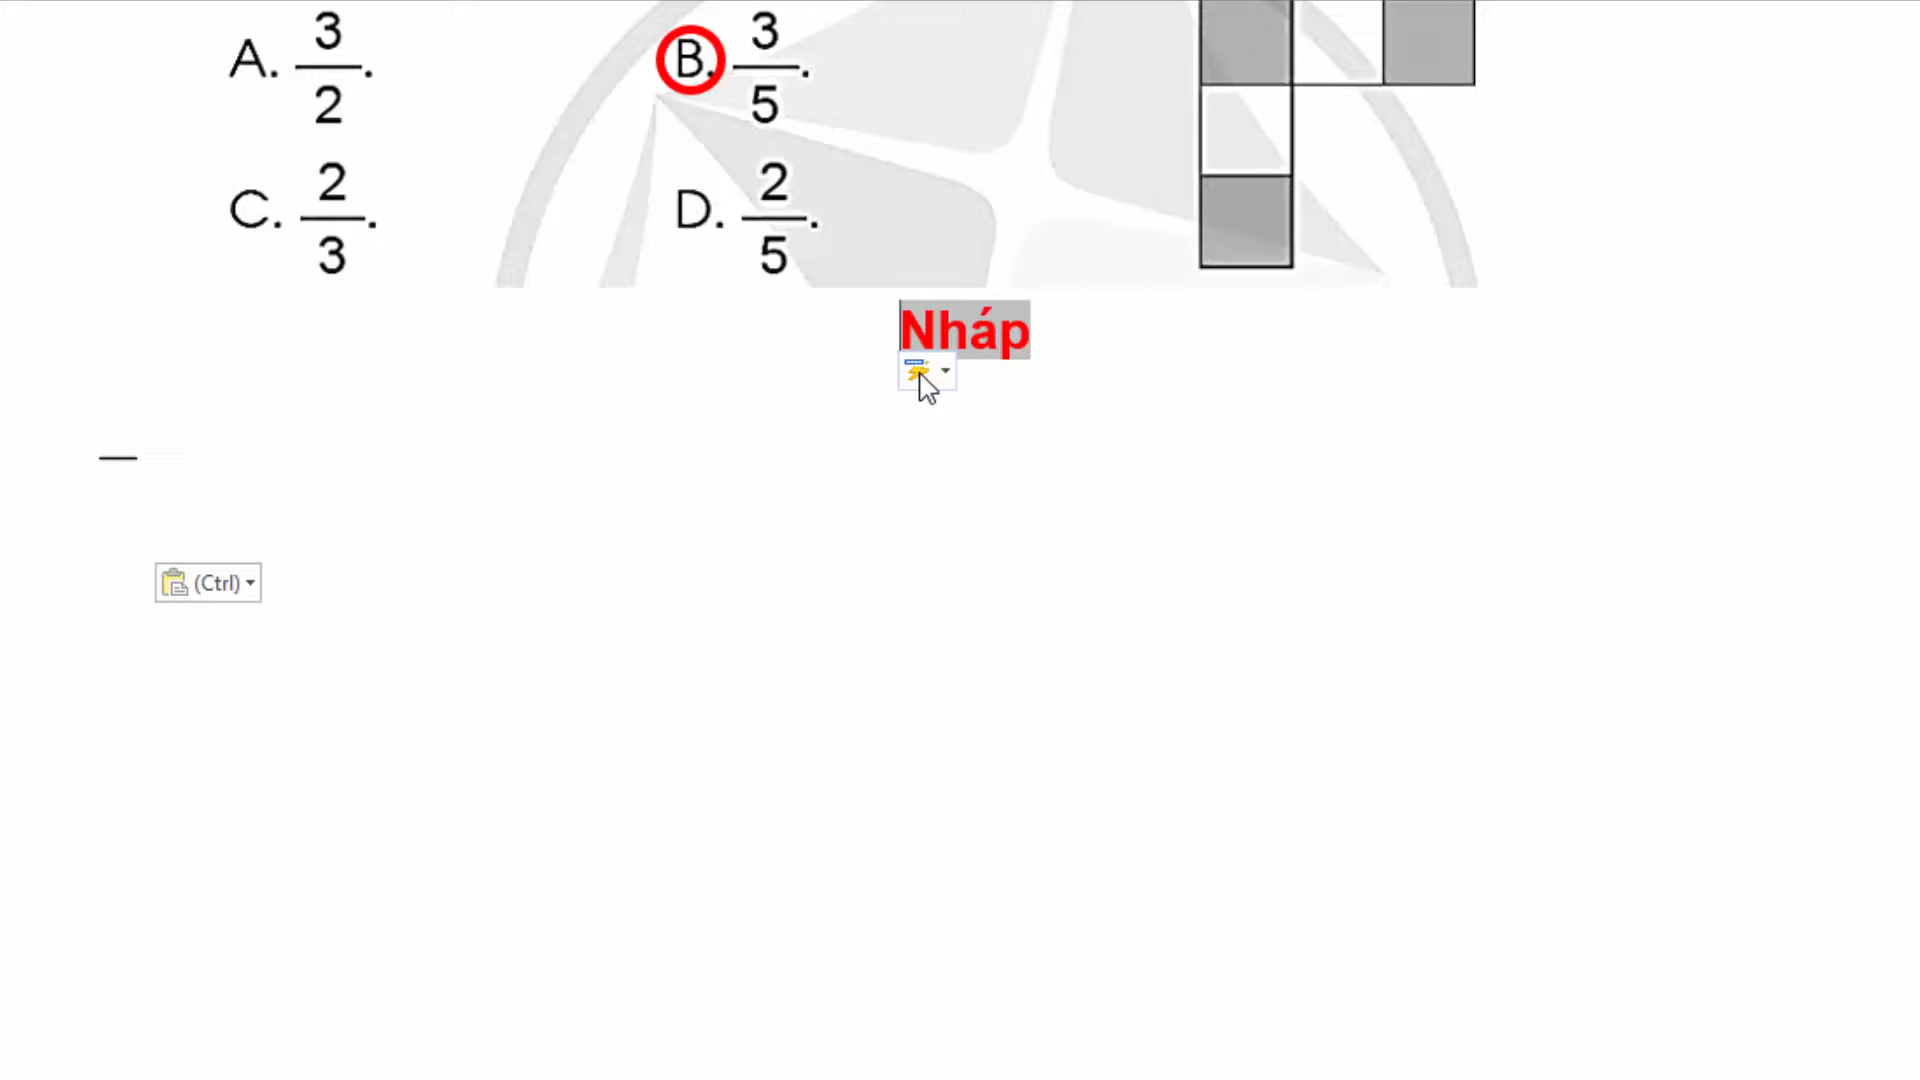 A. 3/2. B. 3/5.
C. 2/3. D. 2/5.
Nháp
(Ctrl)